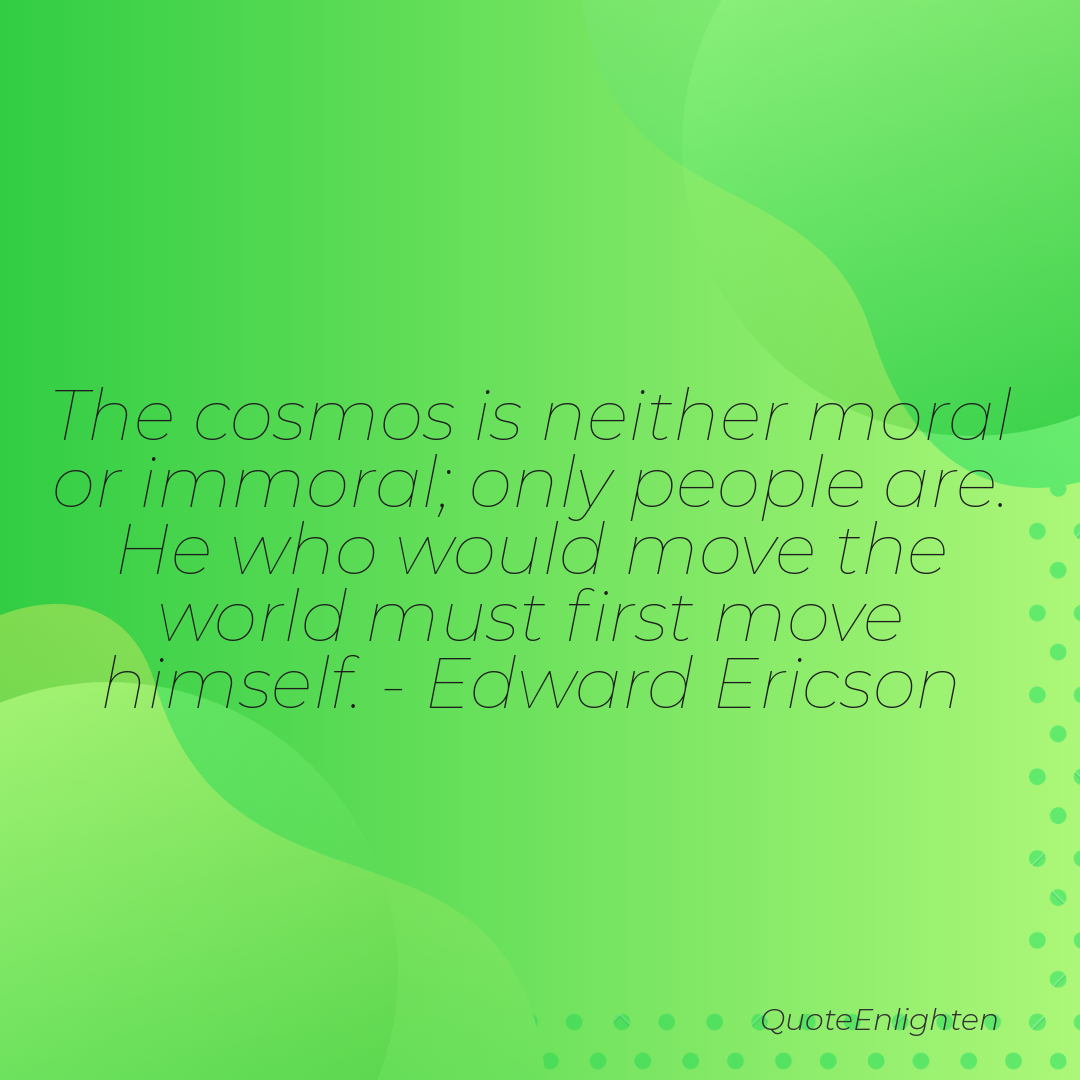 The cosmos is neither moral
or immoral; only people are.
He who would move the
world must first move
himself. - Edward Ericson
QuoteEnlighten